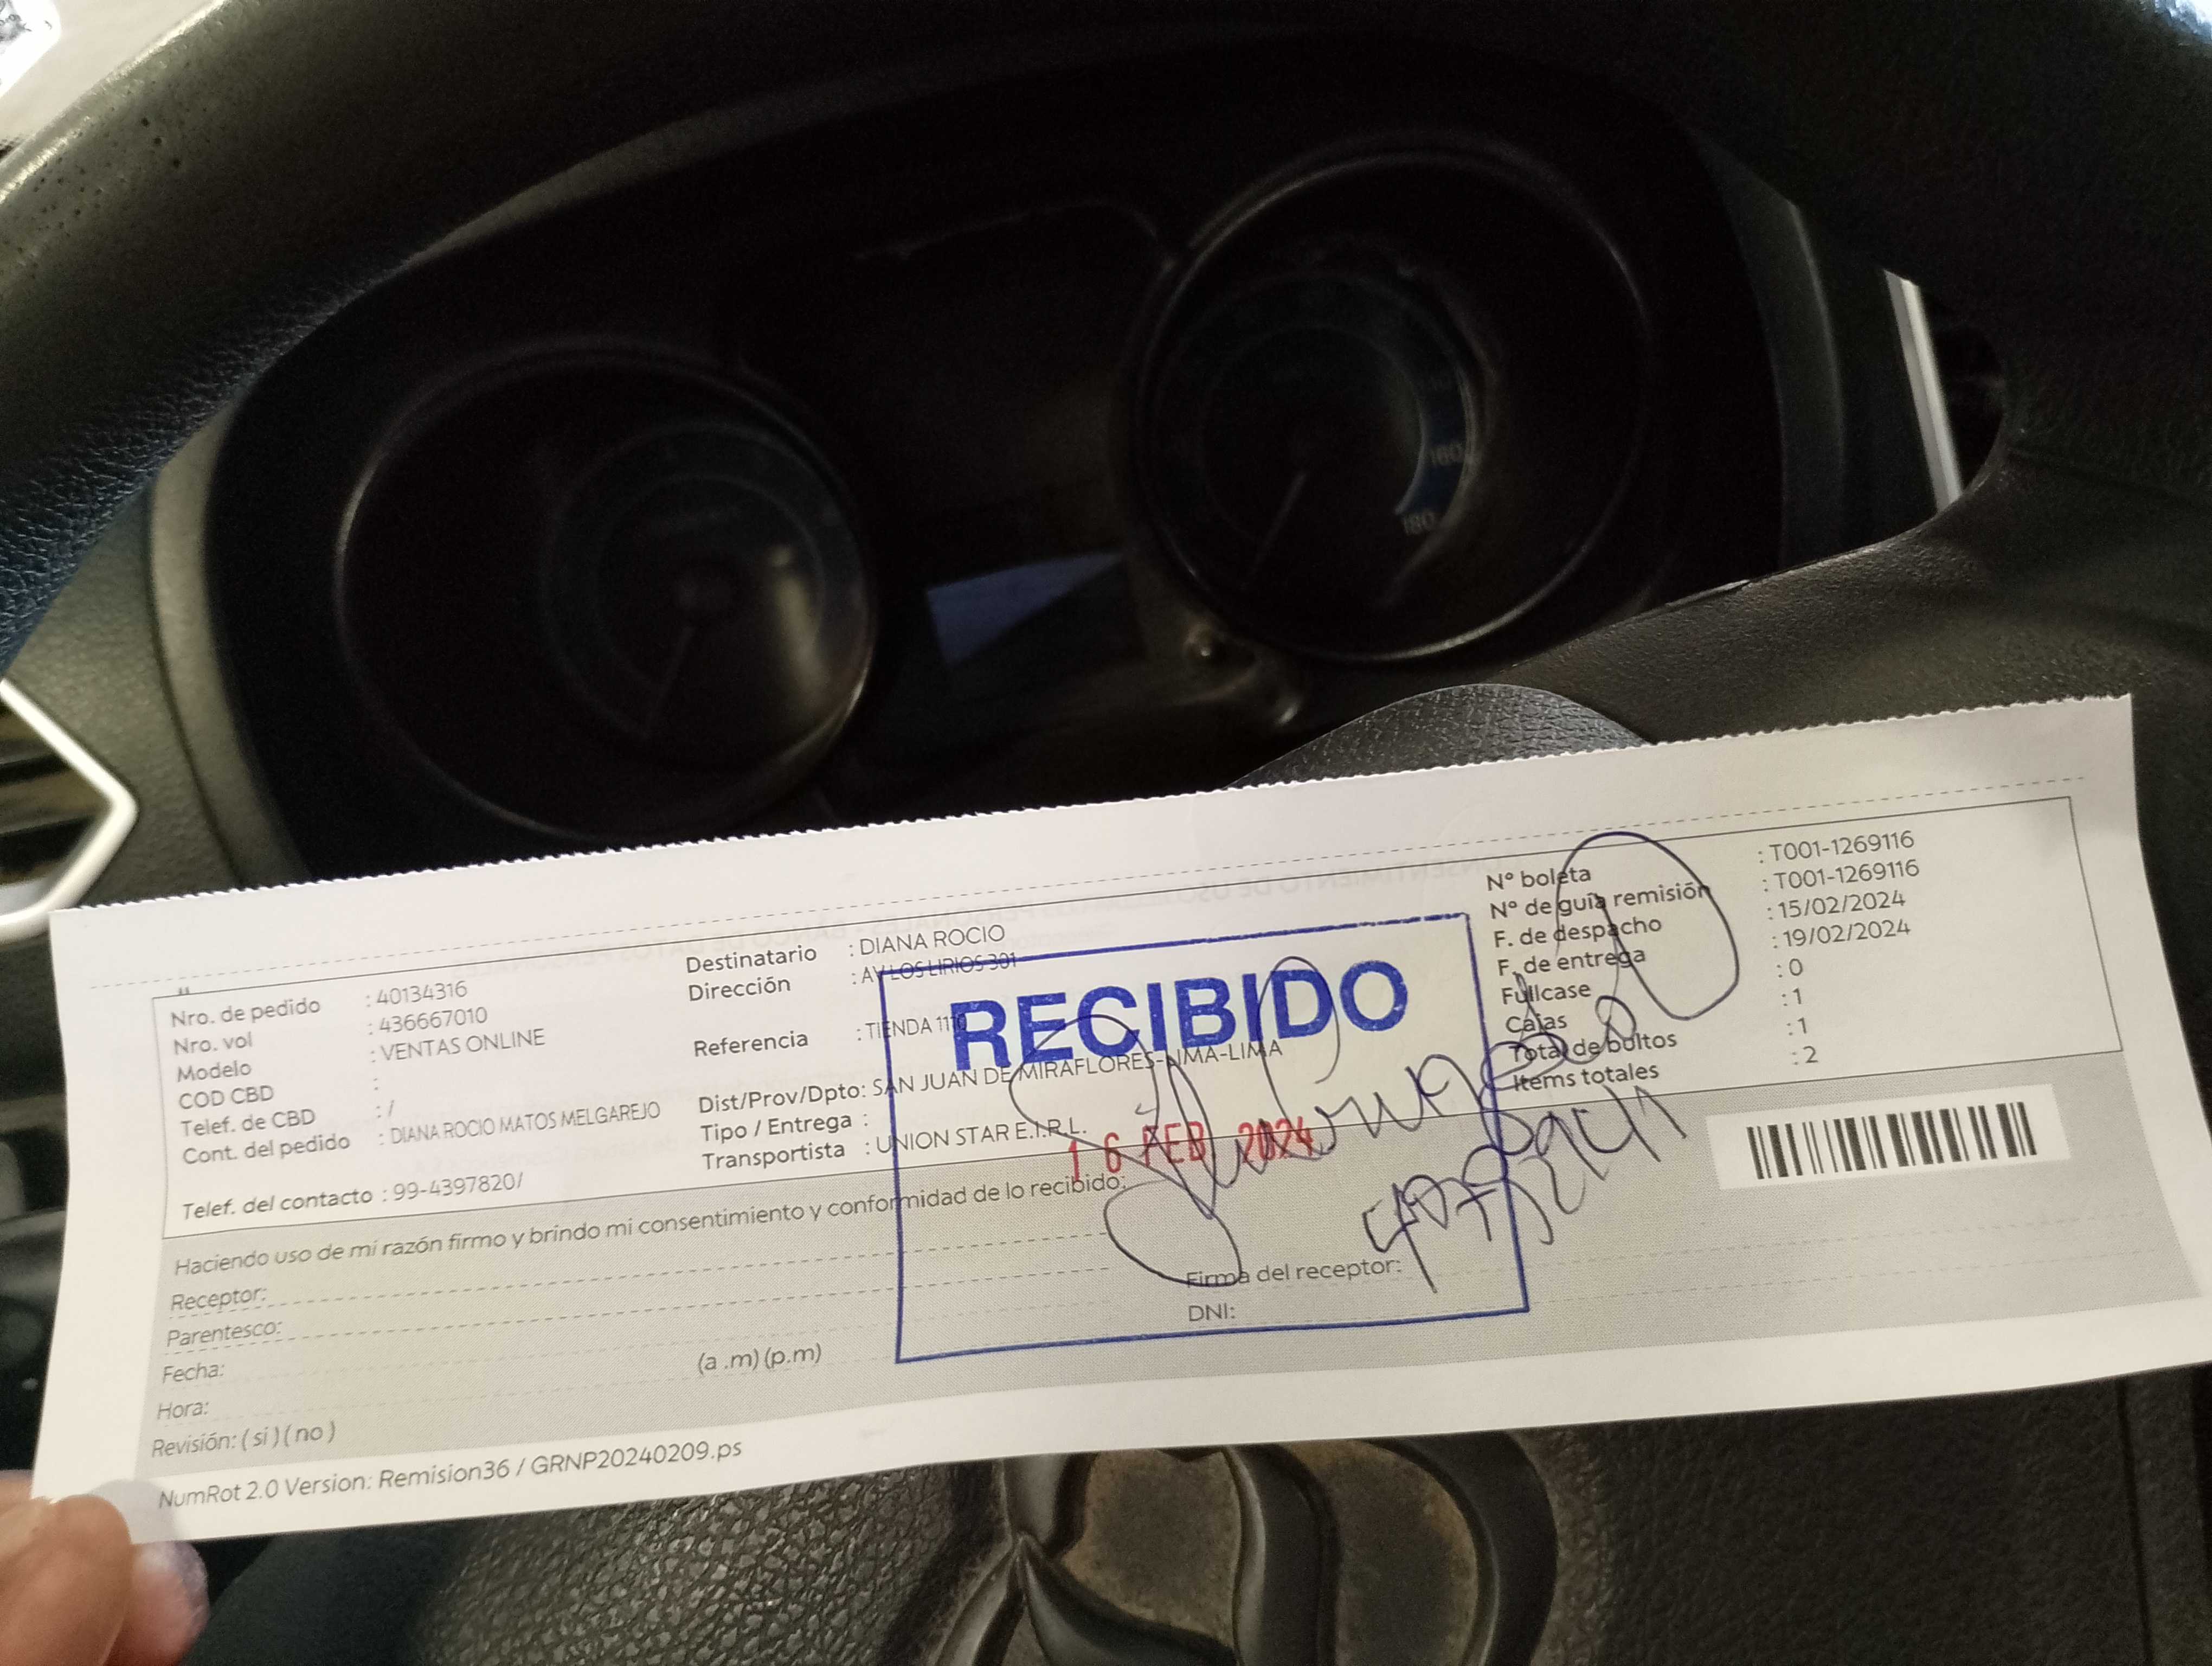 Nro. de pedido : 40134316
Nro. vol : 436667010
Modelo : VENTAS ONLINE
COD CBD :
Telef. de CBD : /
Cont. del pedido : DIANA ROCIO MATOS MELGAREJO
Telef. del contacto : 99-4397820/
Destinatario : DIANA ROCIO
Dirección : AV LOS LIRIOS 301
Referencia : TIENDA
Dist/Prov/Dpto: SAN JUAN DE MIRAFLORES-LIMA-LIMA
Tipo / Entrega :
Transportista : UNION STAR E.I.R.L.
Nº boleta : T001-1269116
Nº de guía remisión : T001-1269116
F. de despacho : 15/02/2024
F. de entrega : 19/02/2024
Fullcase : 0
Cajas : 1
Total de bultos : 1
Items totales : 2
RECIBIDO
16 FEB 2024
Haciendo uso de mi razón firmo y brindo mi consentimiento y conformidad de lo recibido:
Receptor:
Parentesco:
Fecha:
Hora:
(a .m) (p.m)
Revisión: ( si ) ( no )
Firma del receptor:
DNI:
NumRot 2.0 Version: Remision36 / GRNP20240209.ps
160
180